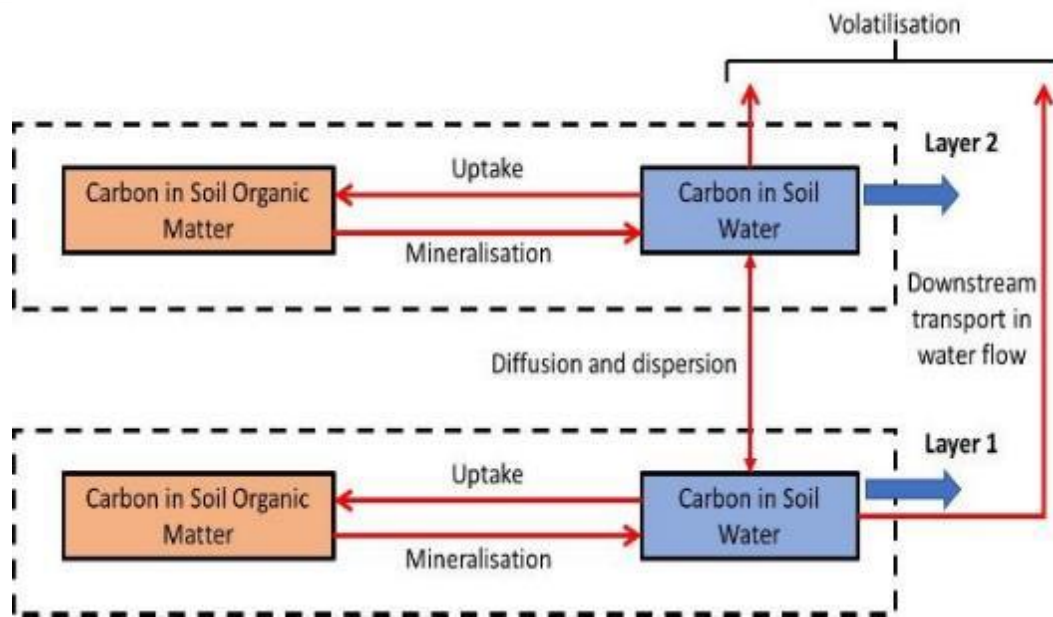 Volatilisation
Layer 2
Uptake
Carbon in Soil Organic
Matter
Carbon in Soil
Water
Mineralisation
Downstream
transport in
water flow
Diffusion and dispersion
Layer 1
Uptake
Carbon in Soil Organic
Matter
Carbon in Soil
Water
Mineralisation